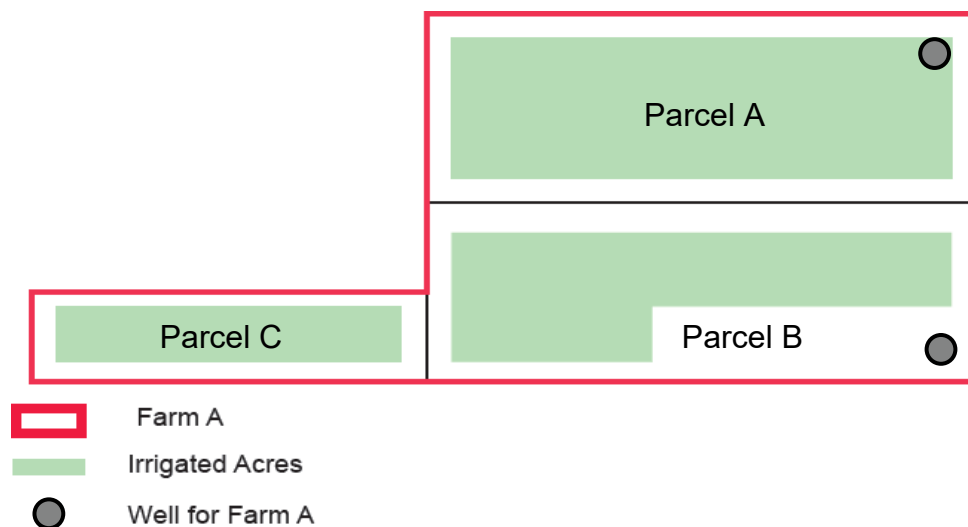 Parcel A
Parcel C
Parcel B
Farm A
Irrigated Acres
Well for Farm A